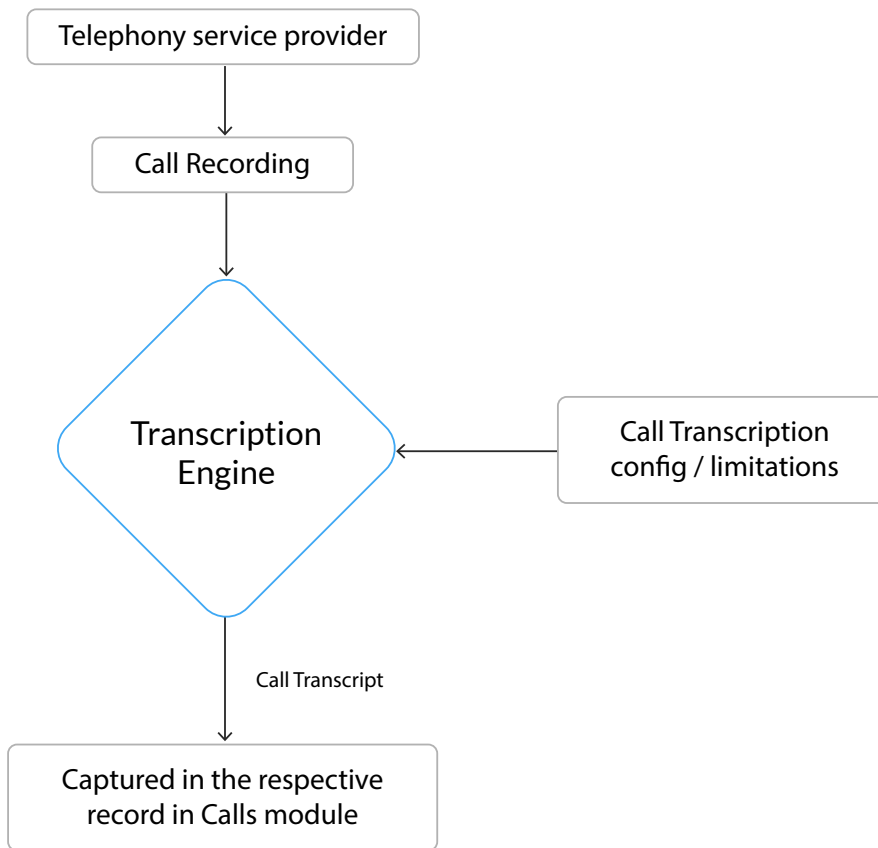 Telephony service provider
Call Recording
Transcription
Engine
Call Transcription
config / limitations
Call Transcript
Captured in the respective
record in Calls module